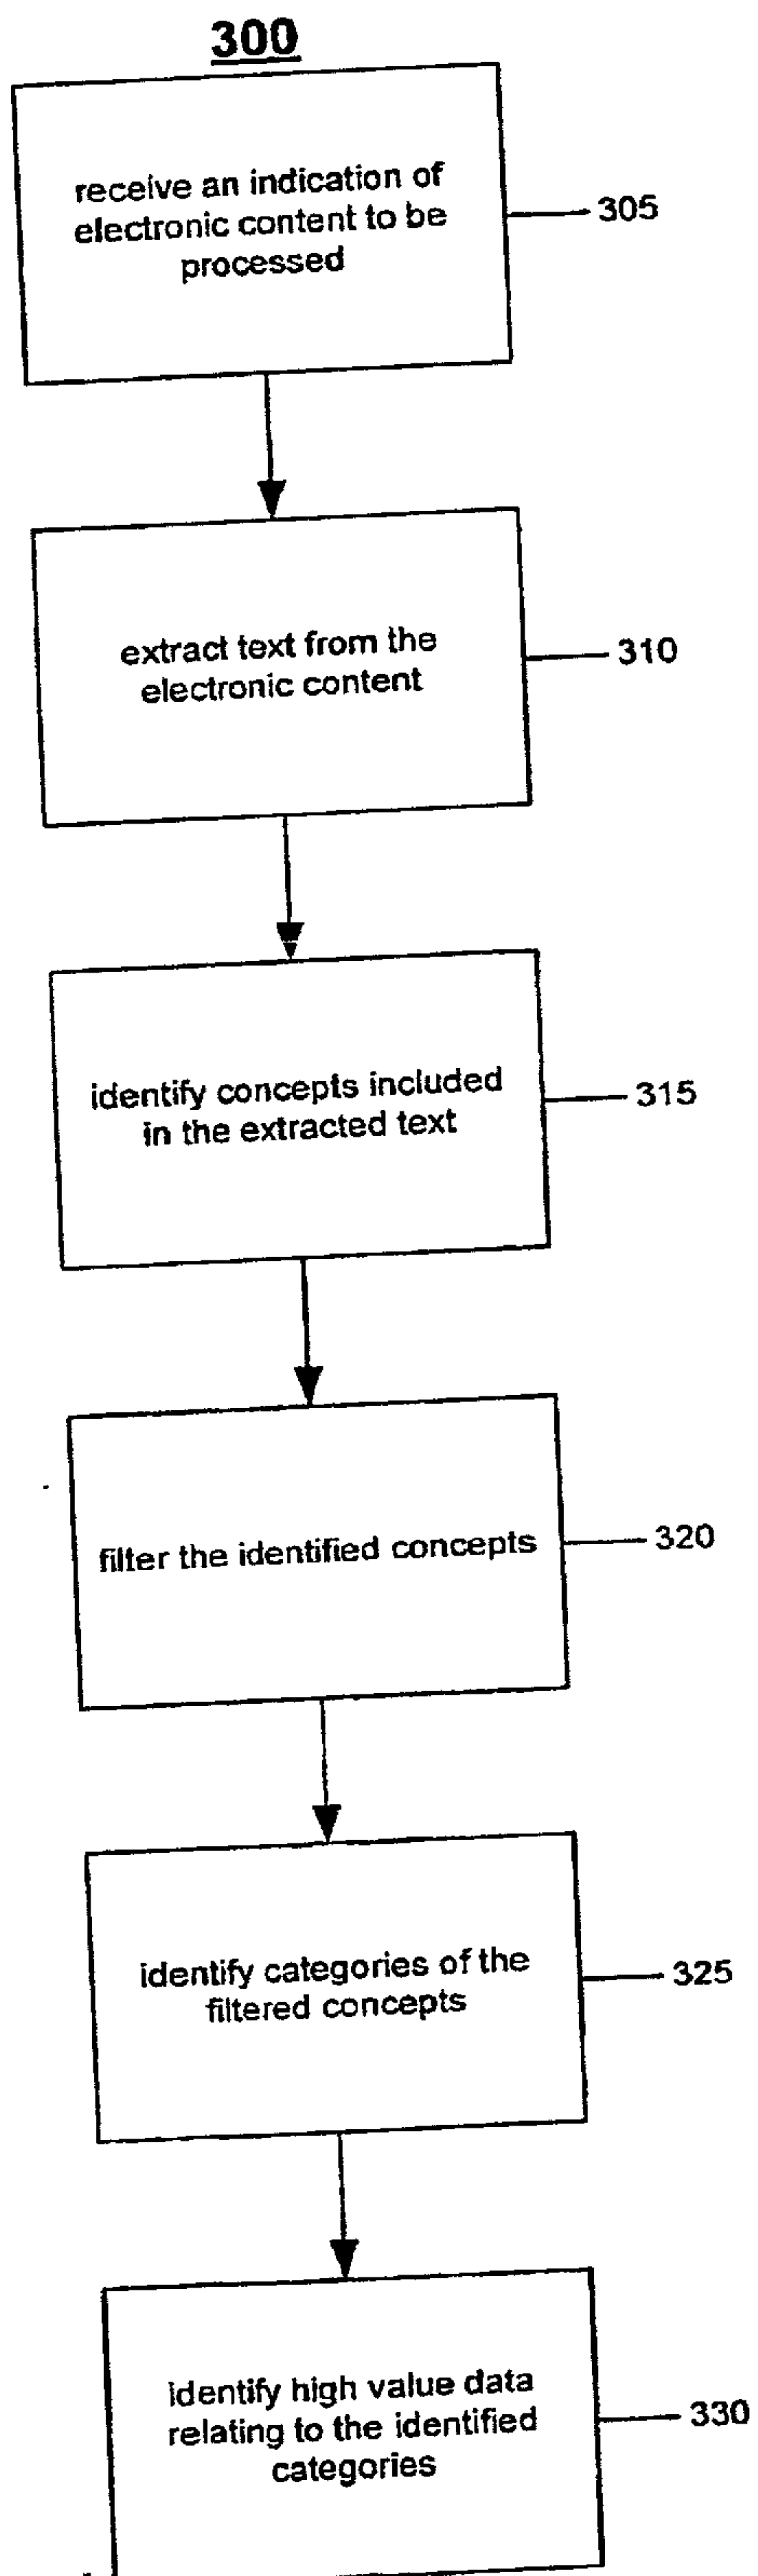 300
receive an indication of
electronic content to be
processed
305
extract text from the
electronic content
310
identify concepts included
in the extracted text
315
filter the identified concepts
320
identify categories of the
filtered concepts
325
identify high value data
relating to the identified
categories
330